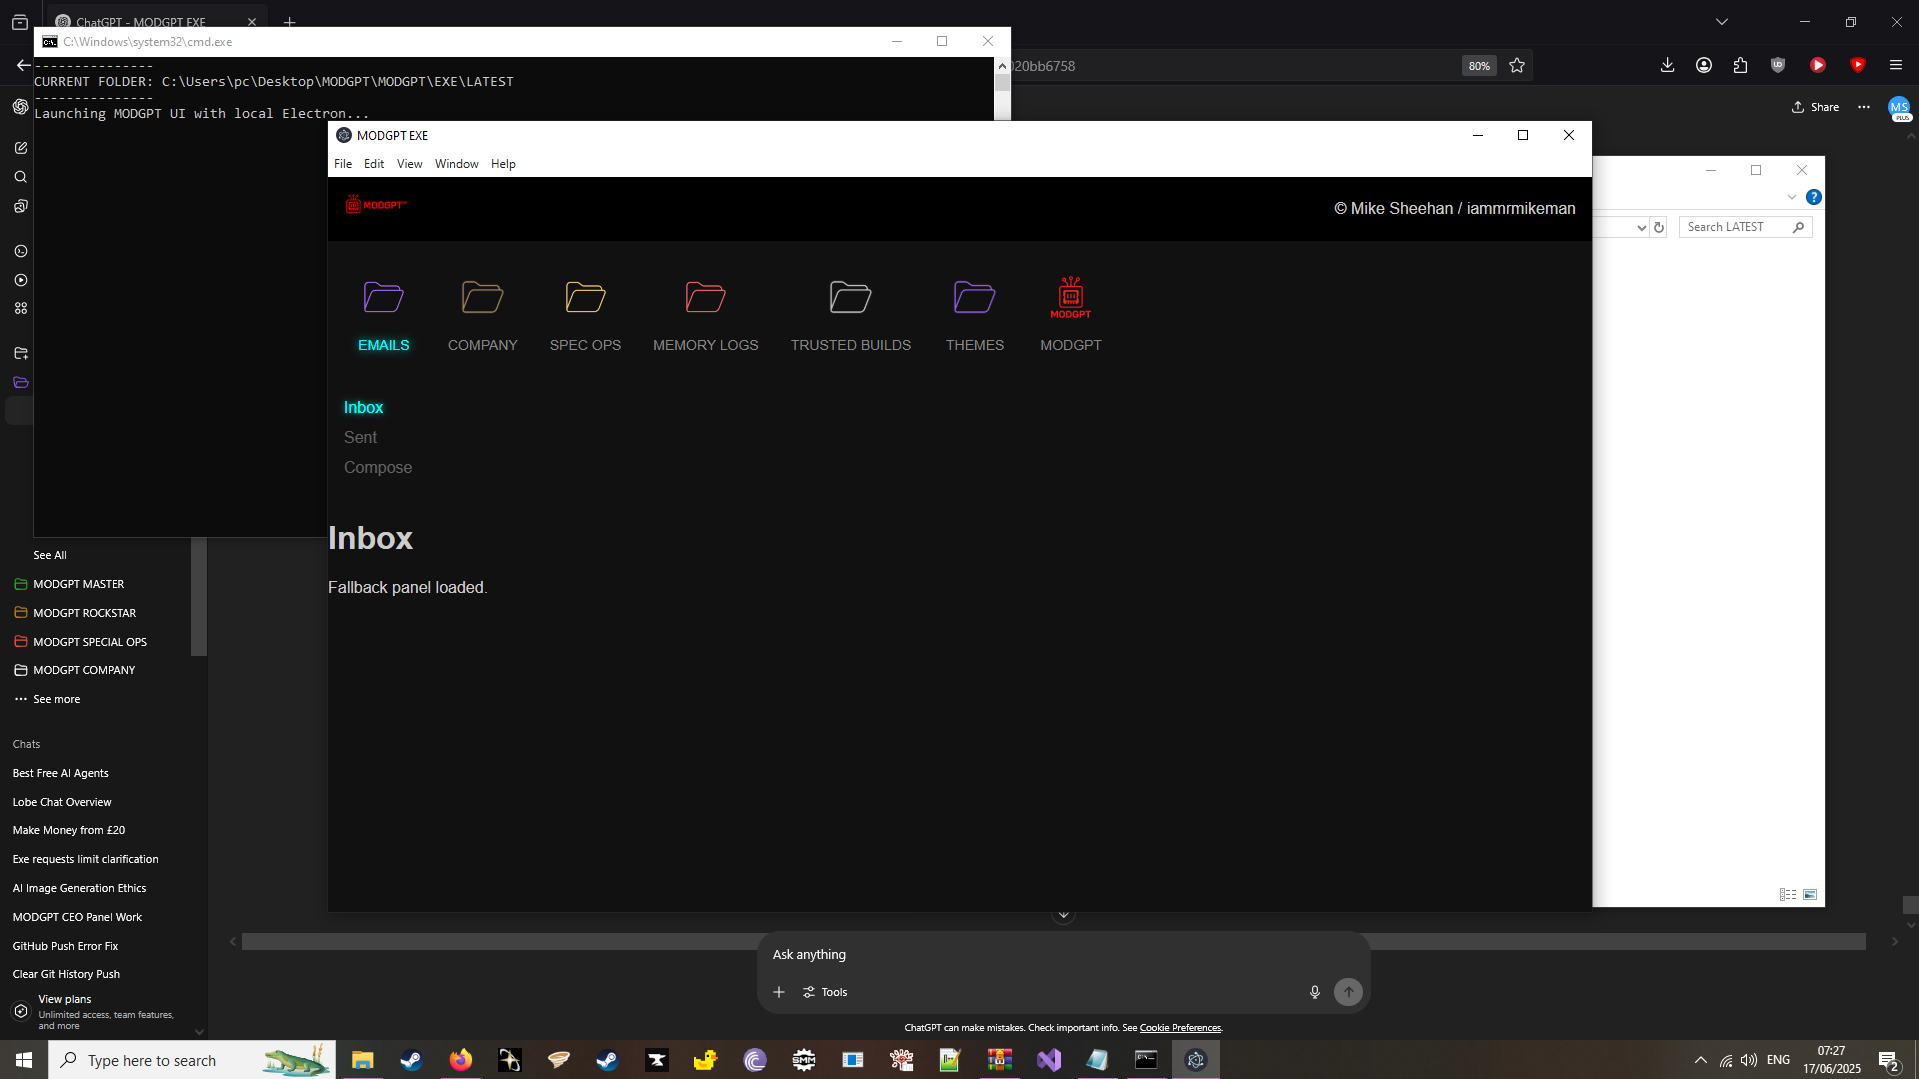 ChatGPT - MODGPT EXE
C:\Windows\system32\cmd.exe
020bb6758
80%
---------------
CURRENT FOLDER: C:\Users\pc\Desktop\MODGPT\MODGPT\EXE\LATEST
---------------
Launching MODGPT UI with local Electron...
Share
MS
PLUS
MODGPT EXE
File Edit View Window Help
MODGPT™
© Mike Sheehan / iammrmikeman
Search LATEST
MODGPT
EMAILS COMPANY SPEC OPS MEMORY LOGS TRUSTED BUILDS THEMES MODGPT
Inbox
Sent
Compose
Inbox
Fallback panel loaded.
See All
MODGPT MASTER
MODGPT ROCKSTAR
MODGPT SPECIAL OPS
MODGPT COMPANY
See more
Chats
Best Free AI Agents
Lobe Chat Overview
Make Money from £20
Exe requests limit clarification
AI Image Generation Ethics
MODGPT CEO Panel Work
GitHub Push Error Fix
Clear Git History Push
View plans
Unlimited access, team features,
and more
Ask anything
Tools
ChatGPT can make mistakes. Check important info. See Cookie Preferences.
Type here to search
SMM
ENG
07:27
17/06/2025
2